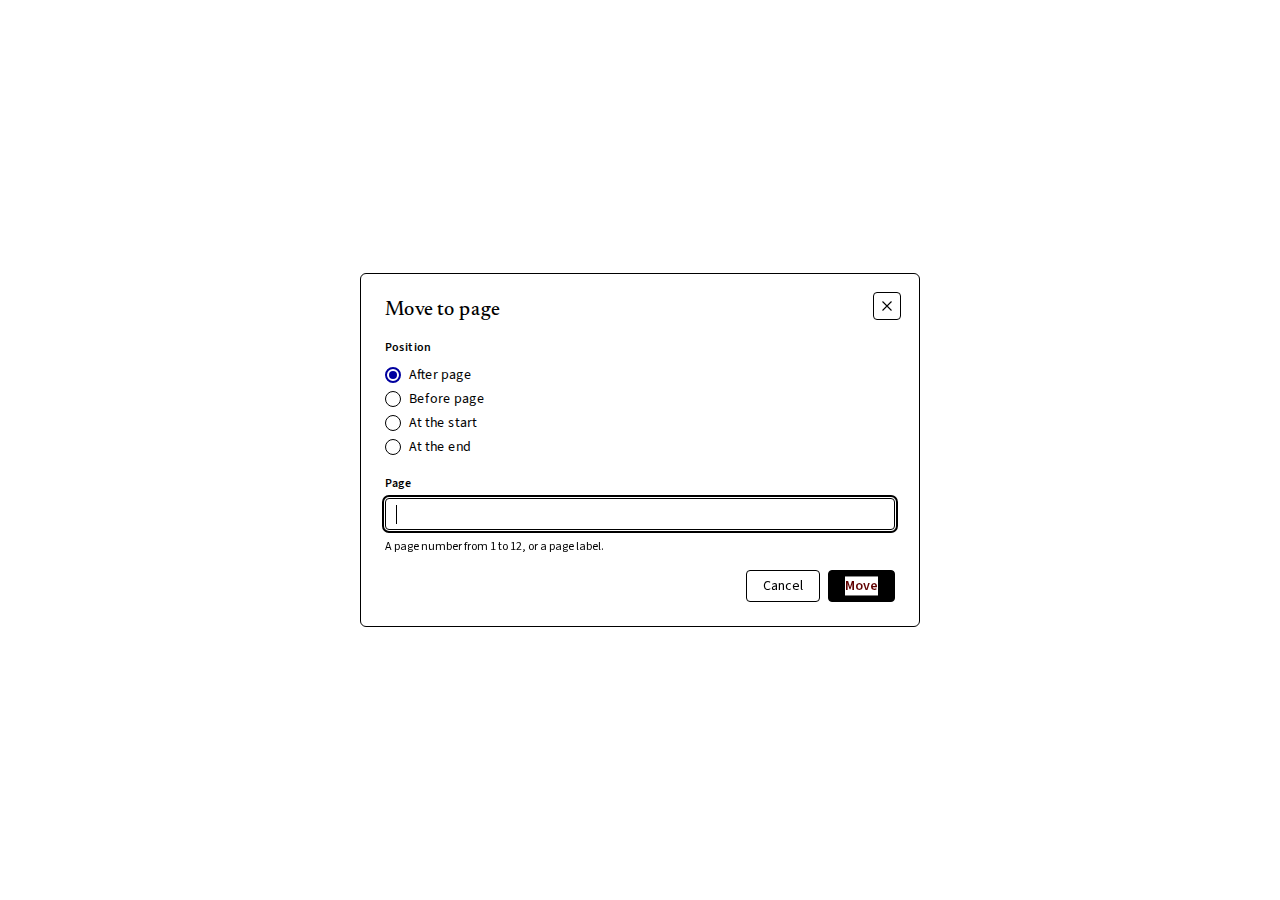 Move to page
Position
After page
Before page
At the start
At the end
Page
A page number from 1 to 12, or a page label.
Cancel
Move